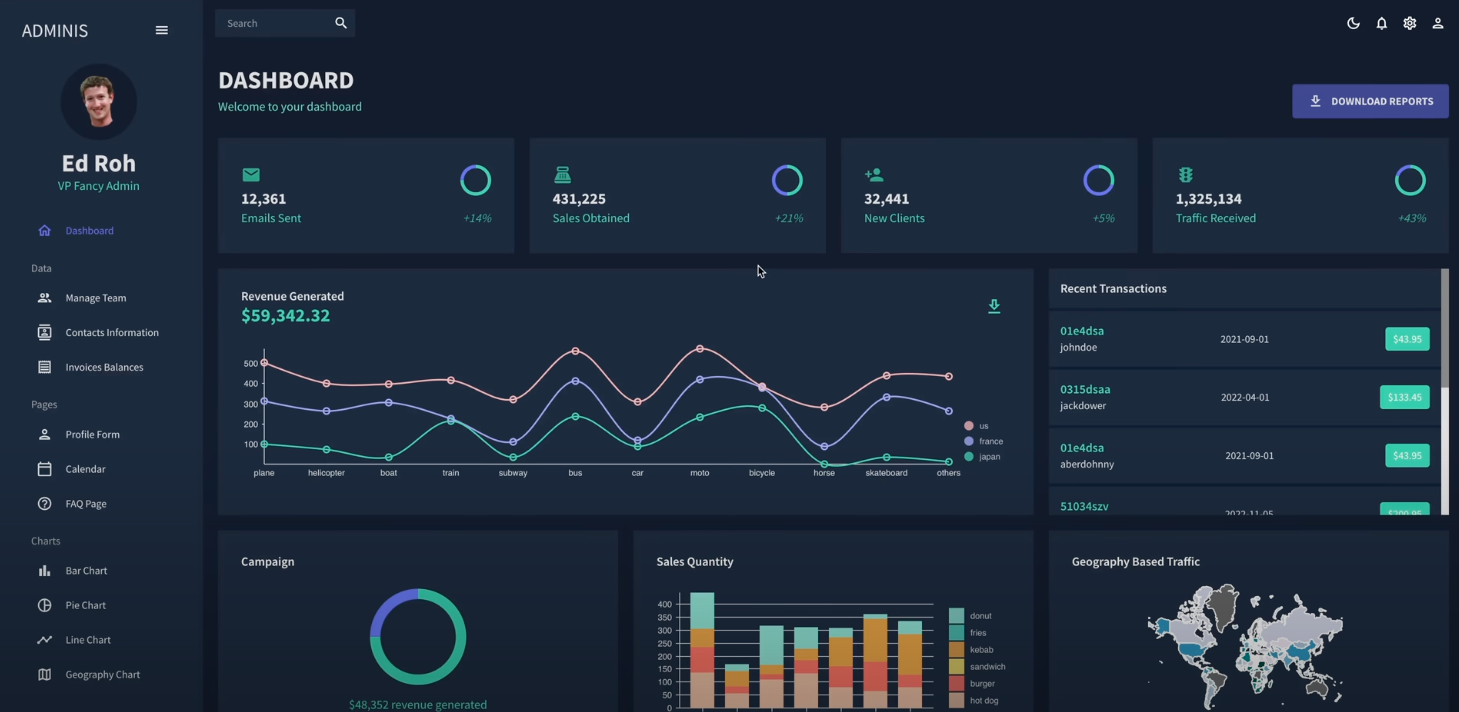 ADMINIS
Search
Ed Roh
VP Fancy Admin
Dashboard
Data
Manage Team
Contacts Information
Invoices Balances
Pages
Profile Form
Calendar
FAQ Page
Charts
Bar Chart
Pie Chart
Line Chart
Geography Chart
DASHBOARD
Welcome to your dashboard
DOWNLOAD REPORTS
12,361
Emails Sent
+14%
431,225
Sales Obtained
+21%
32,441
New Clients
+5%
1,325,134
Traffic Received
+43%
Revenue Generated
$59,342.32
500
400
300
200
100
plane helicopter boat train subway bus car moto bicycle horse skateboard others
us
france
japan
Recent Transactions
01e4dsa
johndoe
2021-09-01
$43.95
0315dsaa
jackdower
2022-04-01
$133.45
01e4dsa
aberdohnny
2021-09-01
$43.95
51034szv
2022-11-05
$200.95
Campaign
$48,352 revenue generated
Sales Quantity
400
350
300
250
200
150
100
50
0
donut
fries
kebab
sandwich
burger
hot dog
Geography Based Traffic